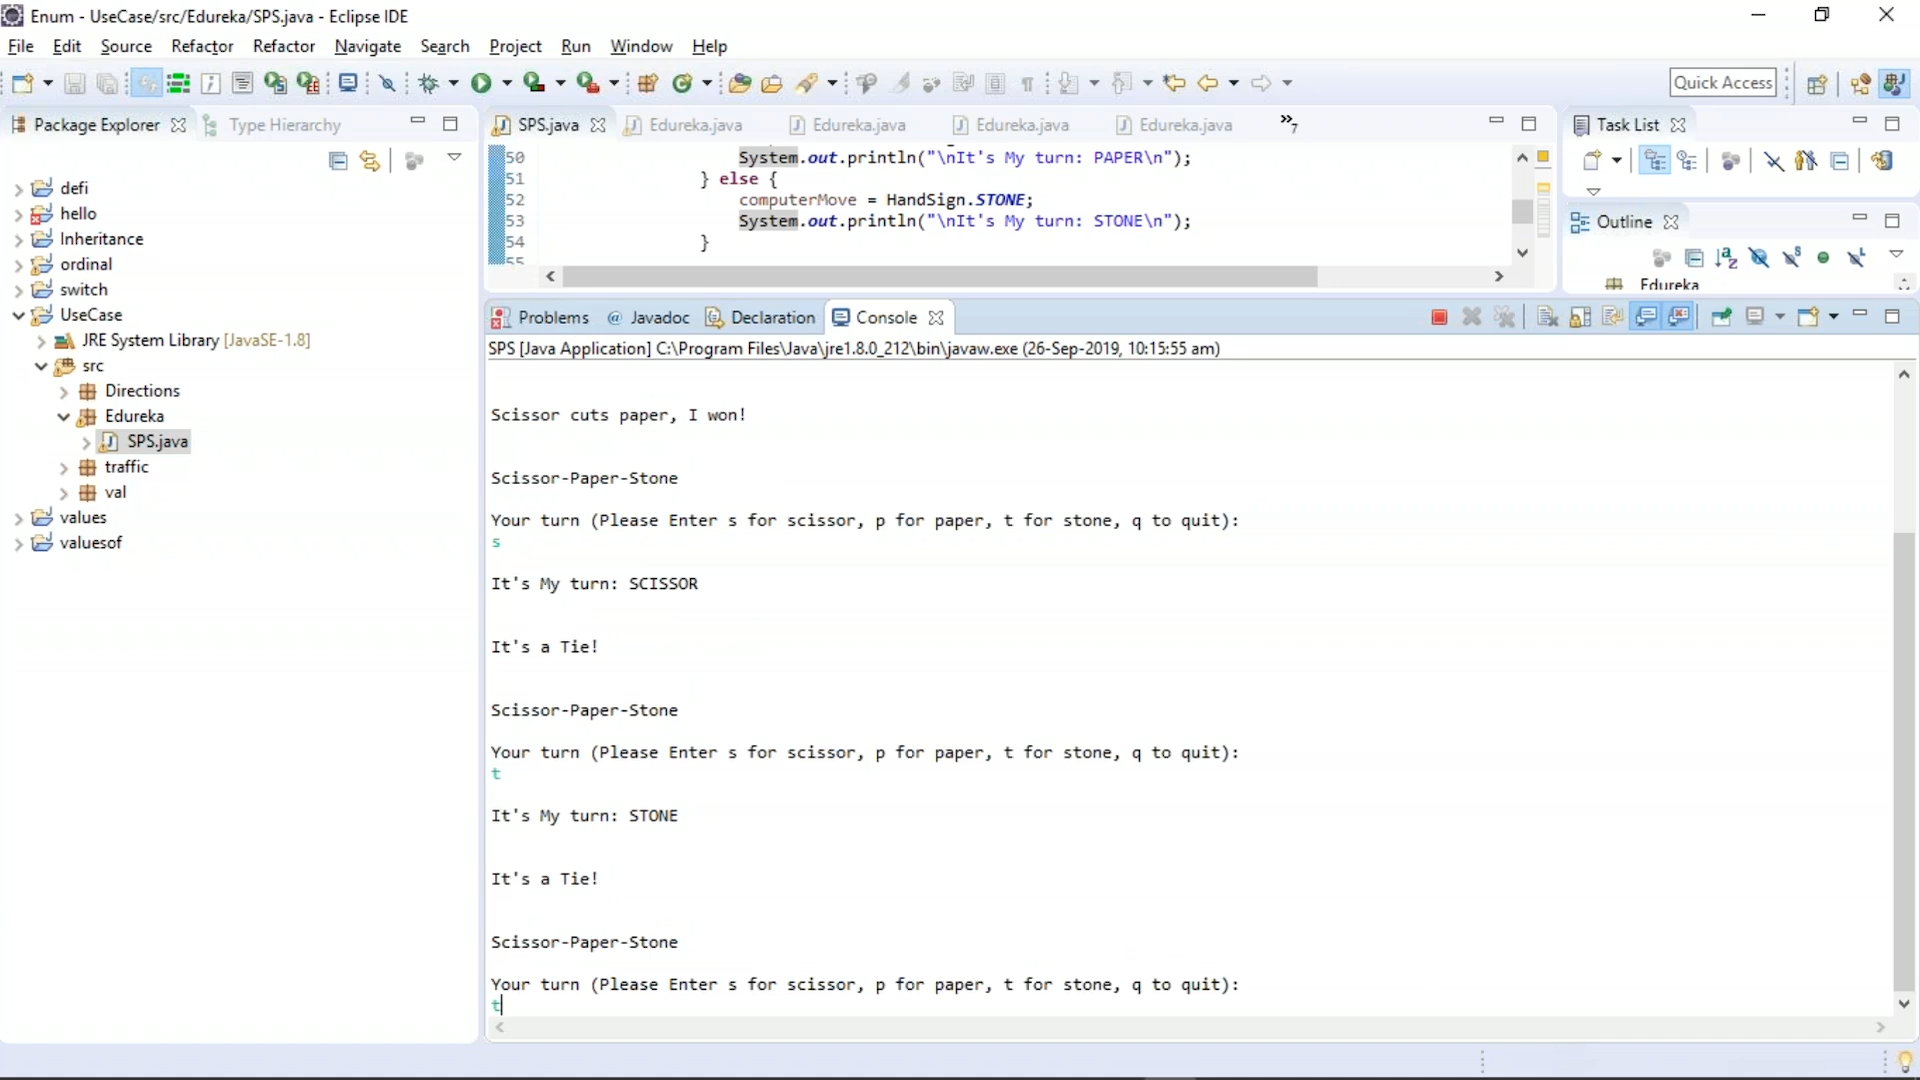 Enum - UseCase/src/Edureka/SPS.java - Eclipse IDE
File Edit Source Refactor Refactor Navigate Search Project Run Window Help
Quick Access
Package Explorer Type Hierarchy
SPS.java Edureka.java Edureka.java Edureka.java Edureka.java »7
Task List
50 System.out.println("\nIt's My turn: PAPER\n");
51 } else {
52 computerMove = HandSign.STONE;
53 System.out.println("\nIt's My turn: STONE\n");
54 }
55
Outline
Edureka
defi
hello
Inheritance
ordinal
switch
UseCase
JRE System Library [JavaSE-1.8]
src
Directions
Edureka
SPS.java
traffic
val
values
valuesof
Problems @ Javadoc Declaration Console
SPS [Java Application] C:\Program Files\Java\jre1.8.0_212\bin\javaw.exe (26-Sep-2019, 10:15:55 am)
Scissor cuts paper, I won!
Scissor-Paper-Stone
Your turn (Please Enter s for scissor, p for paper, t for stone, q to quit):
s
It's My turn: SCISSOR
It's a Tie!
Scissor-Paper-Stone
Your turn (Please Enter s for scissor, p for paper, t for stone, q to quit):
t
It's My turn: STONE
It's a Tie!
Scissor-Paper-Stone
Your turn (Please Enter s for scissor, p for paper, t for stone, q to quit):
t